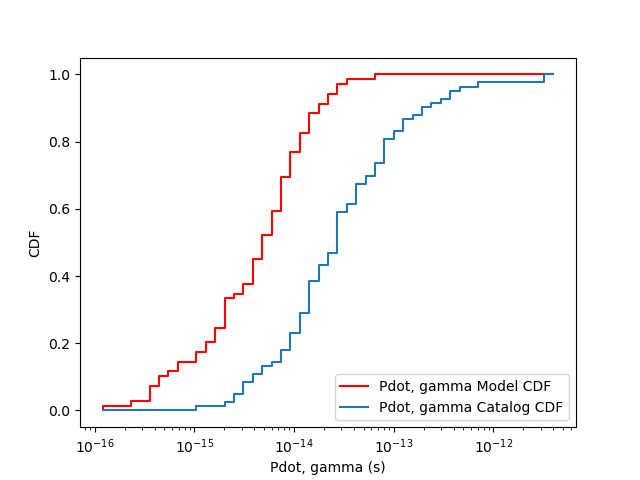 1.0
0.8
0.6
0.4
0.2
0.0
CDF
10⁻¹⁶ 10⁻¹⁵ 10⁻¹⁴ 10⁻¹³ 10⁻¹²
Pdot, gamma (s)
Pdot, gamma Model CDF
Pdot, gamma Catalog CDF